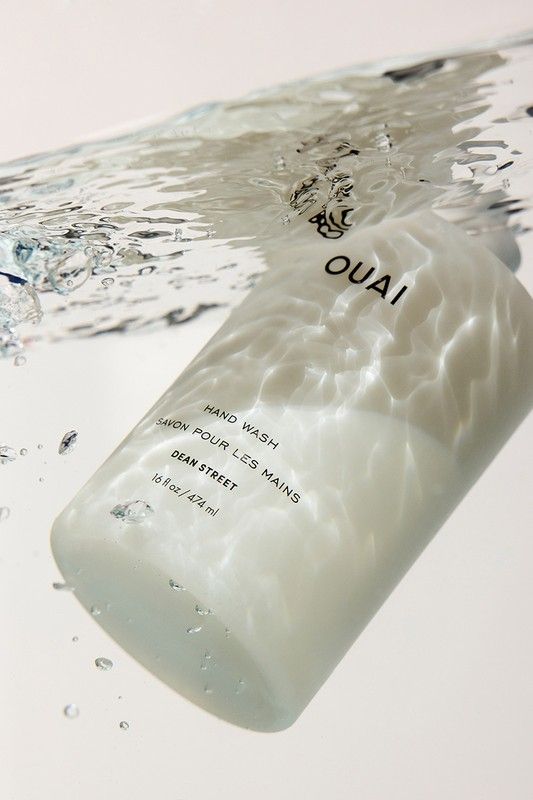 OUAI
HAND WASH
SAVON POUR LES MAINS
DEAN STREET
16 fl oz / 474 ml